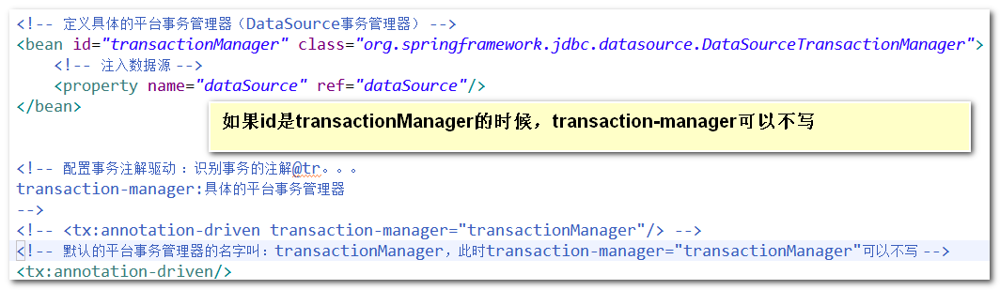 <!-- 定义具体的平台事务管理器（DataSource事务管理器） -->
<bean id="transactionManager" class="org.springframework.jdbc.datasource.DataSourceTransactionManager">
<!-- 注入数据源 -->
<property name="dataSource" ref="dataSource"/>
</bean>
如果id是transactionManager的时候，transaction-manager可以不写
<!-- 配置事务注解驱动 ：识别事务的注解@tr。。。
transaction-manager:具体的平台事务管理器
-->
<!-- <tx:annotation-driven transaction-manager="transactionManager"/> -->
<!-- 默认的平台事务管理器的名字叫：transactionManager，此时transaction-manager="transactionManager"可以不写 -->
<tx:annotation-driven/>